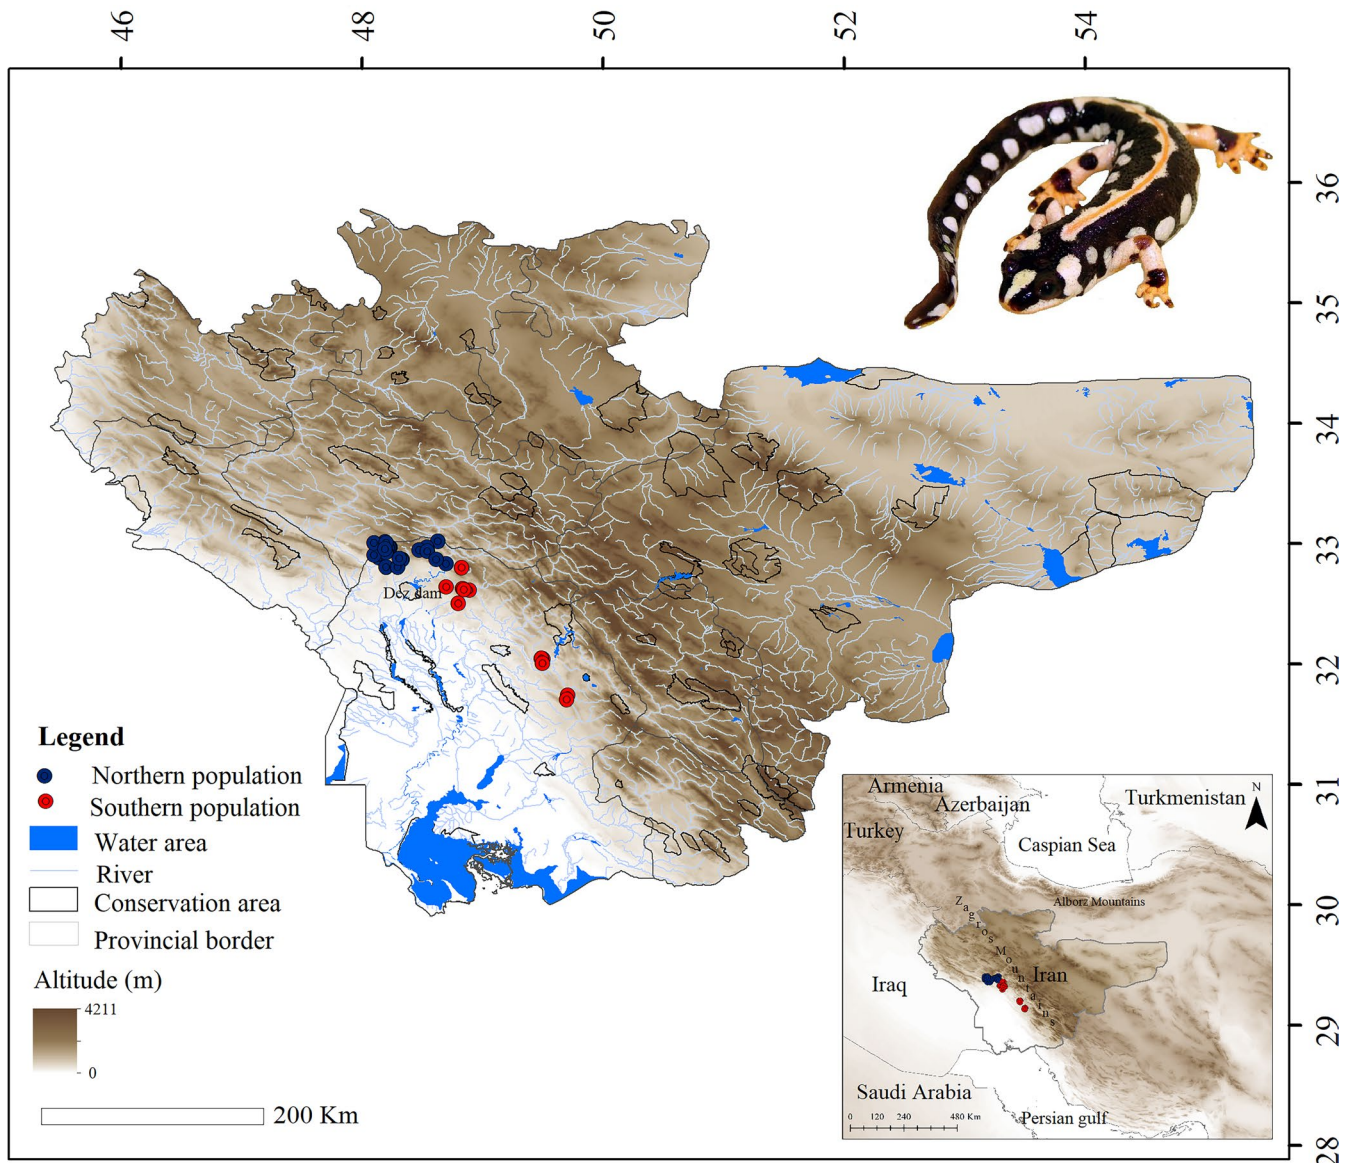 46
48
50
52
54
36
35
34
33
32
31
30
29
28
Dez dam
Legend
Northern population
Southern population
Water area
River
Conservation area
Provincial border
Altitude (m)
4211
0
200 Km
Armenia
Azerbaijan
Turkmenistan
N
Turkey
Caspian Sea
Alborz Mountains
Zagros Mountains
Iran
Iraq
Saudi Arabia
Persian gulf
0 120 240 480 Km